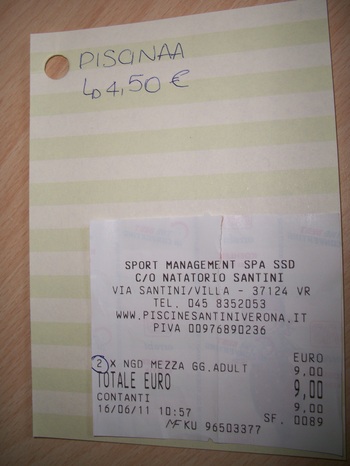 PISCINAA
↳ 4,50 €
SPORT MANAGEMENT SPA SSD
C/O NATATORIO SANTINI
VIA SANTINI/VILLA - 37124 VR
TEL. 045 8352053
WWW.PISCINESANTINIVERONA.IT
PIVA 00976890236
EURO
2 X NGD MEZZA GG.ADULT 9,00
TOTALE EURO 9,00
CONTANTI 9,00
16/06/11 10:57 SF. 0089
MF KU 96503377